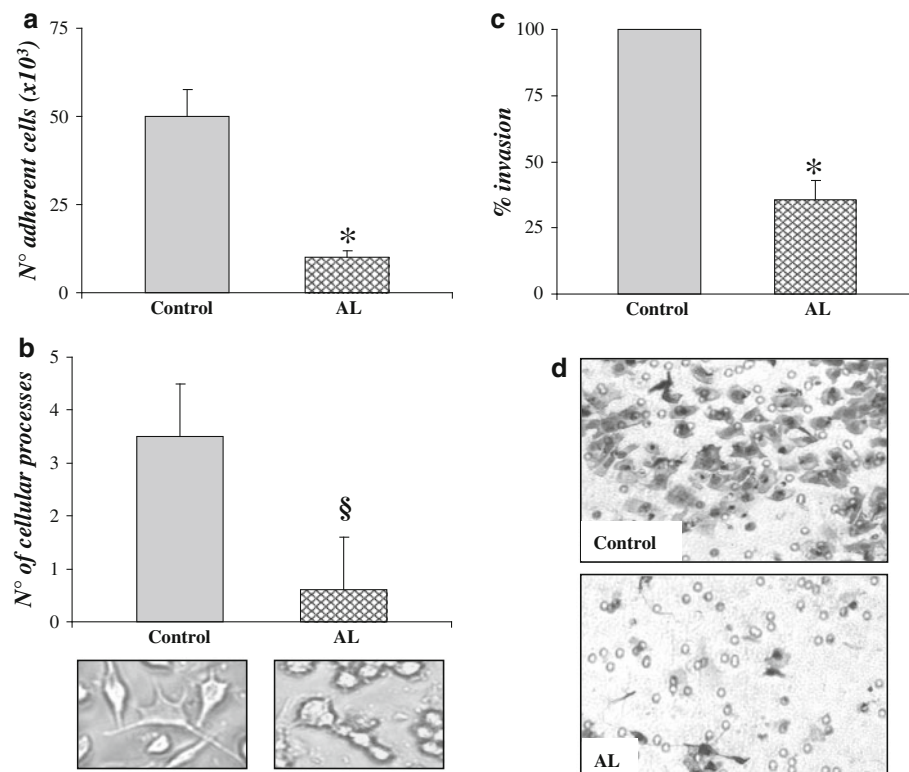 a
N° adherent cells (x10³)
75
50
25
0
*
Control AL
b
N° of cellular processes
5
4
3
2
1
0
§
Control AL
c
% invasion
100
75
50
25
0
*
Control AL
d
Control
AL